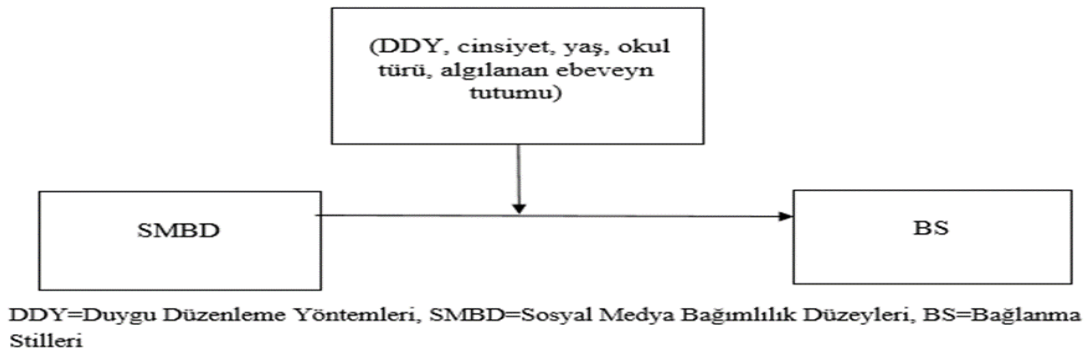 (DDY, cinsiyet, yaş, okul
türü, algılanan ebeveyn
tutumu)
SMBD
BS
DDY=Duygu Düzenleme Yöntemleri, SMBD=Sosyal Medya Bağımlılık Düzeyleri, BS=Bağlanma
Stilleri